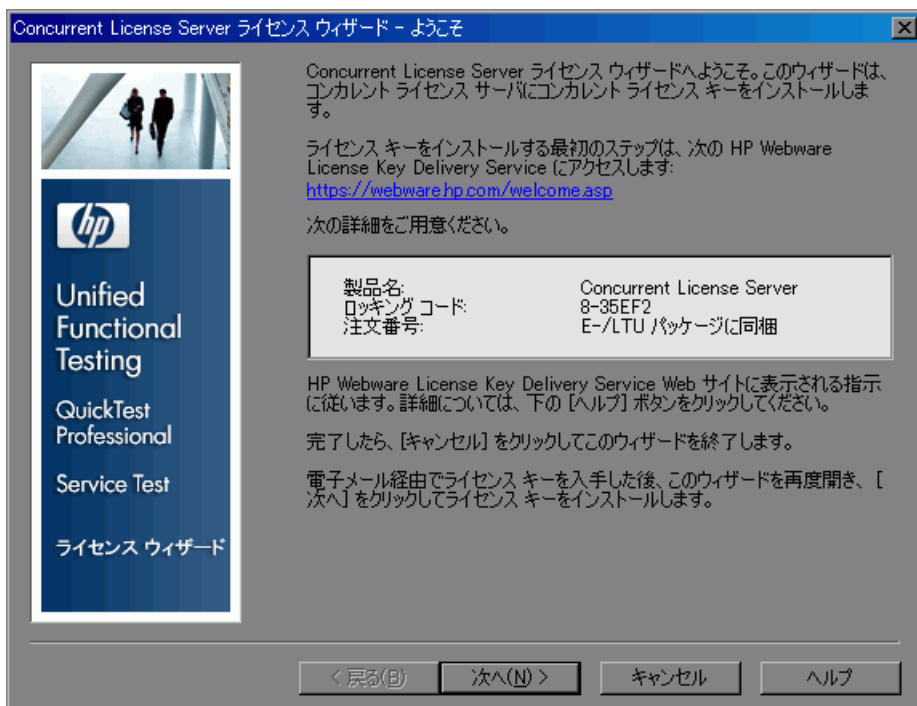 Concurrent License Server ライセンス ウィザード - ようこそ
hp
Unified
Functional
Testing
QuickTest
Professional
Service Test
ライセンス ウィザード
Concurrent License Server ライセンス ウィザードへようこそ。このウィザードは、
コンカレント ライセンス サーバにコンカレント ライセンス キーをインストールしま
す。
ライセンス キーをインストールする最初のステップは、次の HP Webware
License Key Delivery Service にアクセスします:
https://webware.hp.com/welcome.asp
次の詳細をご用意ください。
製品名: Concurrent License Server
ロッキング コード: 8-35EF2
注文番号: E-/LTU パッケージに同梱
HP Webware License Key Delivery Service Web サイトに表示される指示
に従います。詳細については、下の [ヘルプ] ボタンをクリックしてください。
完了したら、[キャンセル] をクリックしてこのウィザードを終了します。
電子メール経由でライセンス キーを入手した後、このウィザードを再度開き、[
次へ] をクリックしてライセンス キーをインストールします。
< 戻る(B) 次へ(N) > キャンセル ヘルプ